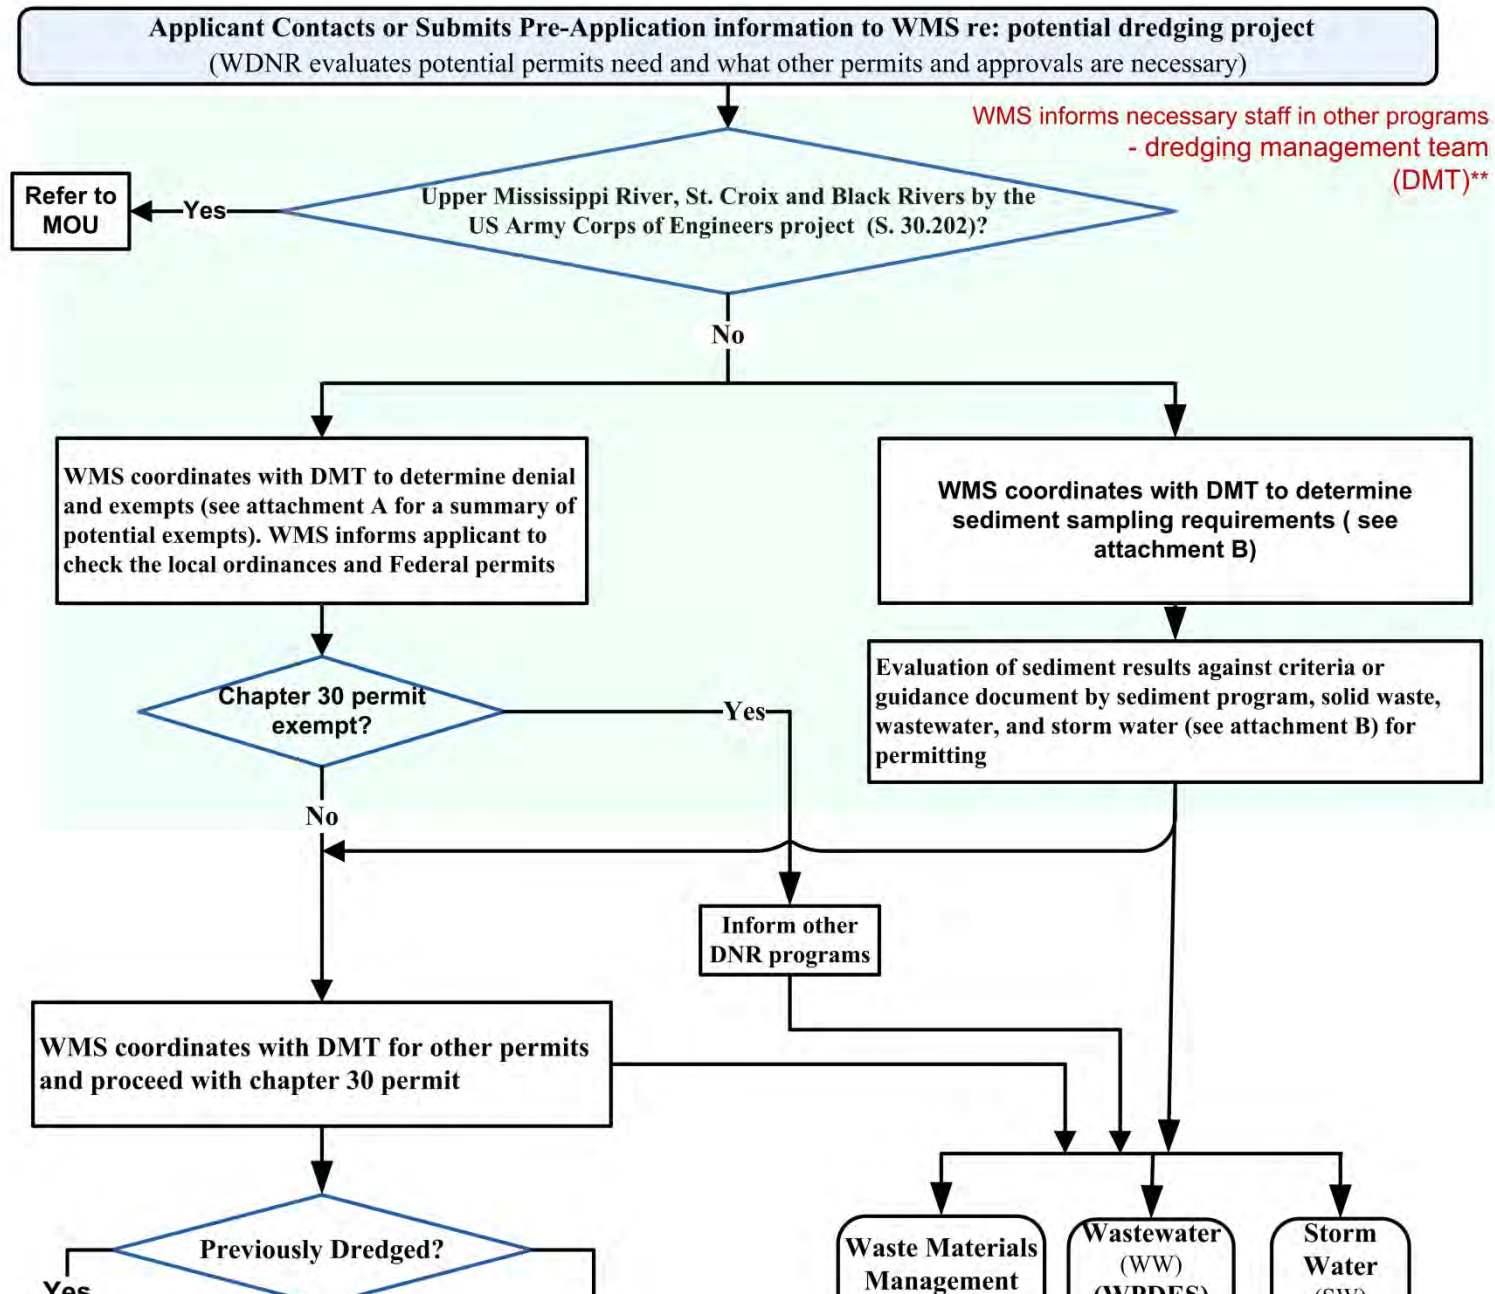 Applicant Contacts or Submits Pre-Application information to WMS re: potential dredging project
(WDNR evaluates potential permits need and what other permits and approvals are necessary)
WMS informs necessary staff in other programs
- dredging management team
(DMT)**
Refer to
MOU
Yes
Upper Mississippi River, St. Croix and Black Rivers by the
US Army Corps of Engineers project (S. 30.202)?
No
WMS coordinates with DMT to determine denial
and exempts (see attachment A for a summary of
potential exempts). WMS informs applicant to
check the local ordinances and Federal permits
WMS coordinates with DMT to determine
sediment sampling requirements ( see
attachment B)
Chapter 30 permit
exempt?
Yes
Evaluation of sediment results against criteria or
guidance document by sediment program, solid waste,
wastewater, and storm water (see attachment B) for
permitting
No
Inform other
DNR programs
WMS coordinates with DMT for other permits
and proceed with chapter 30 permit
Previously Dredged?
Yes
Waste Materials
Management
Wastewater
(WW)
(WPDES)
Storm
Water
(SW)